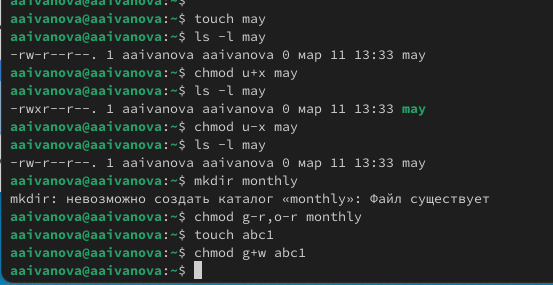 aaivanova@aaivanova:~$
aaivanova@aaivanova:~$ touch may
aaivanova@aaivanova:~$ ls -l may
-rw-r--r--. 1 aaivanova aaivanova 0 мар 11 13:33 may
aaivanova@aaivanova:~$ chmod u+x may
aaivanova@aaivanova:~$ ls -l may
-rwxr--r--. 1 aaivanova aaivanova 0 мар 11 13:33 may
aaivanova@aaivanova:~$ chmod u-x may
aaivanova@aaivanova:~$ ls -l may
-rw-r--r--. 1 aaivanova aaivanova 0 мар 11 13:33 may
aaivanova@aaivanova:~$ mkdir monthly
mkdir: невозможно создать каталог «monthly»: Файл существует
aaivanova@aaivanova:~$ chmod g-r,o-r monthly
aaivanova@aaivanova:~$ touch abc1
aaivanova@aaivanova:~$ chmod g+w abc1
aaivanova@aaivanova:~$